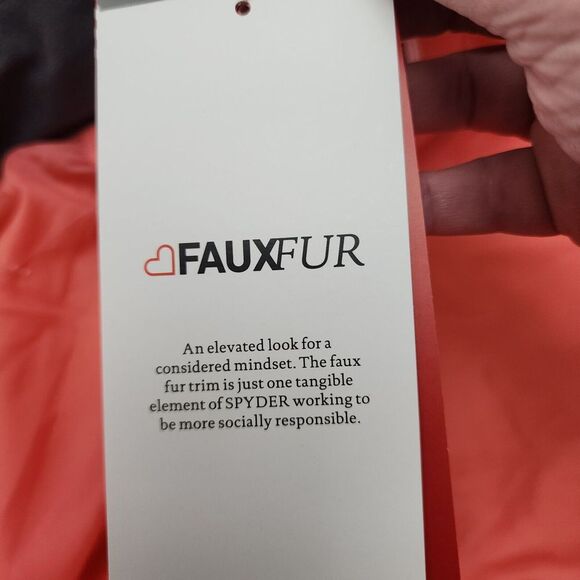 FAUXFUR
An elevated look for a
considered mindset. The faux
fur trim is just one tangible
element of SPYDER working to
be more socially responsible.